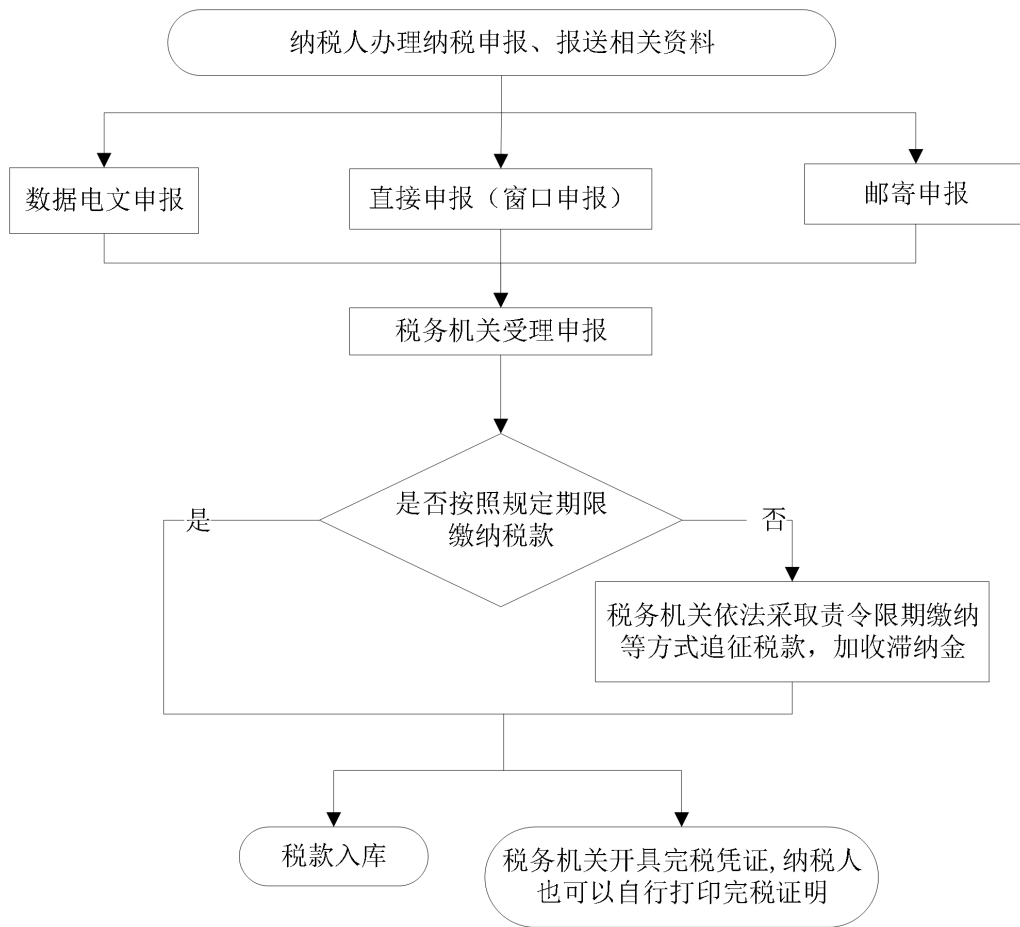 纳税人办理纳税申报、报送相关资料
数据电文申报
直接申报（窗口申报）
邮寄申报
税务机关受理申报
是否按照规定期限
缴纳税款
是
否
税务机关依法采取责令限期缴纳
等方式追征税款，加收滞纳金
税款入库
税务机关开具完税凭证,纳税人
也可以自行打印完税证明